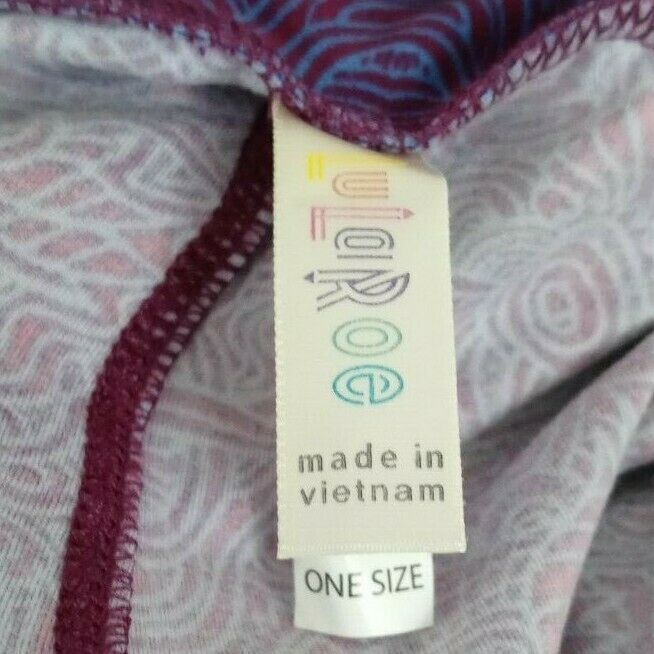 LuLaRoe
made in
vietnam
ONE SIZE